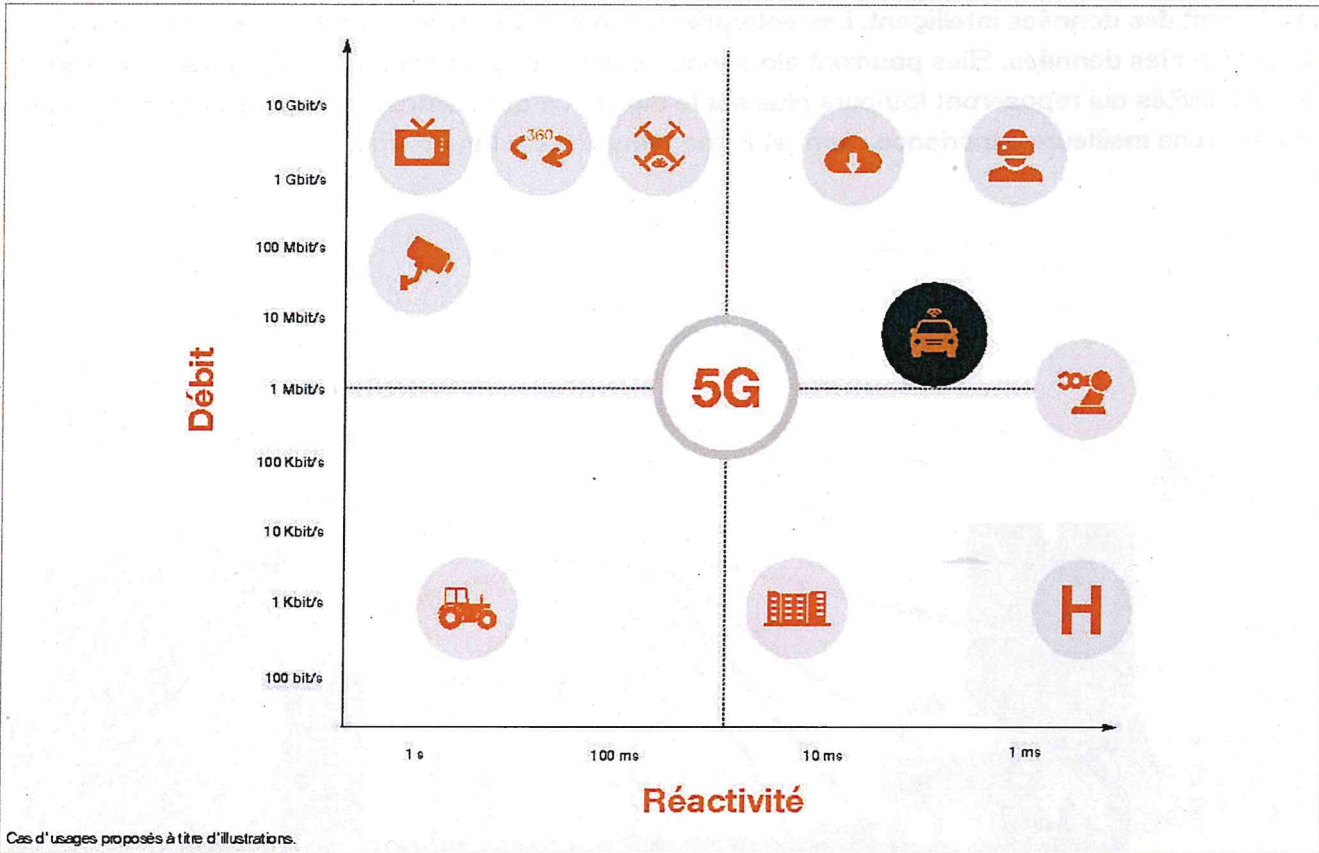 10 Gbit/s
360
1 Gbit/s
100 Mbit/s
10 Mbit/s
Débit
1 Mbit/s
5G
100 Kbit/s
10 Kbit/s
1 Kbit/s
H
100 bit/s
1 s
100 ms
10 ms
1 ms
Réactivité
Cas d'usages proposés à titre d'illustrations.